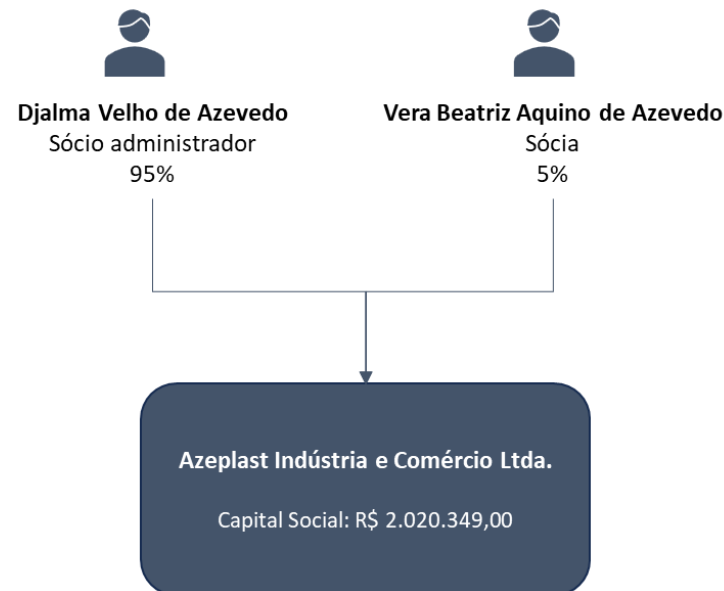 Djalma Velho de Azevedo
Sócio administrador
95%
Vera Beatriz Aquino de Azevedo
Sócia
5%
Azeplast Indústria e Comércio Ltda.
Capital Social: R$ 2.020.349,00